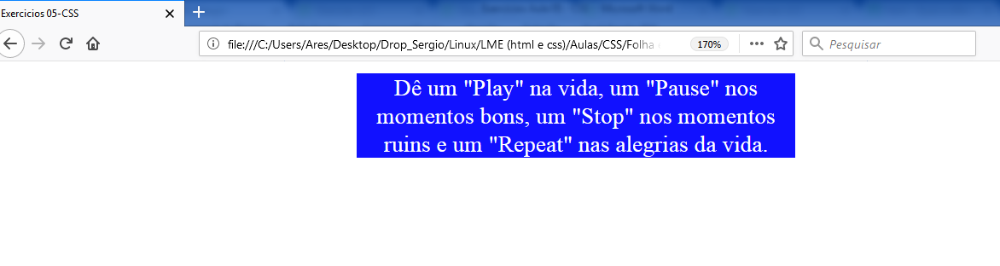 Exercicios 05-CSS
file:///C:/Users/Ares/Desktop/Drop_Sergio/Linux/LME (html e css)/Aulas/CSS/Folha
170%
Pesquisar
Dê um "Play" na vida, um "Pause" nos
momentos bons, um "Stop" nos momentos
ruins e um "Repeat" nas alegrias da vida.